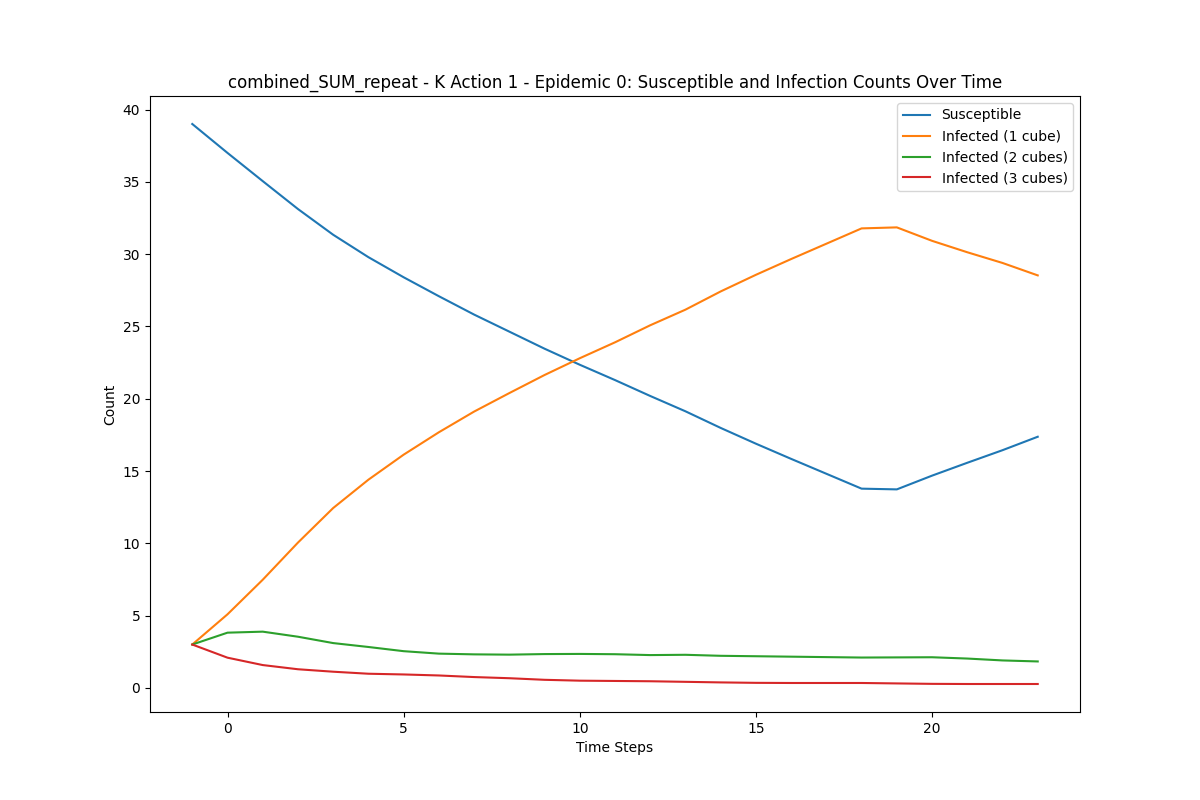 combined_SUM_repeat - K Action 1 - Epidemic 0: Susceptible and Infection Counts Over Time
Susceptible
Infected (1 cube)
Infected (2 cubes)
Infected (3 cubes)
Count
40
35
30
25
20
15
10
5
0
0 5 10 15 20
Time Steps